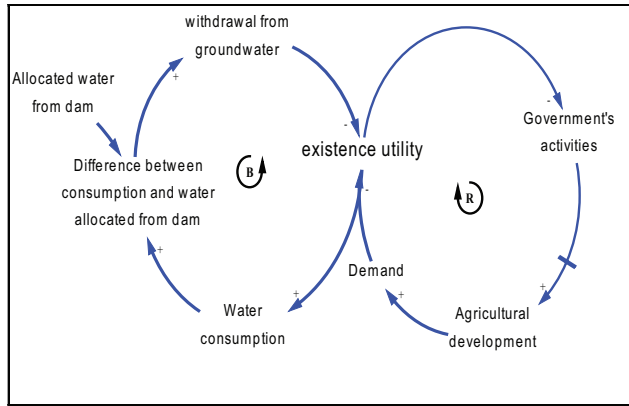 withdrawal from
groundwater
Allocated water
from dam
+
-
-
Government's
activities
existence utility
Difference between
consumption and water
allocated from dam
B
R
-
+
Demand
+
+
+
Water
consumption
Agricultural
development